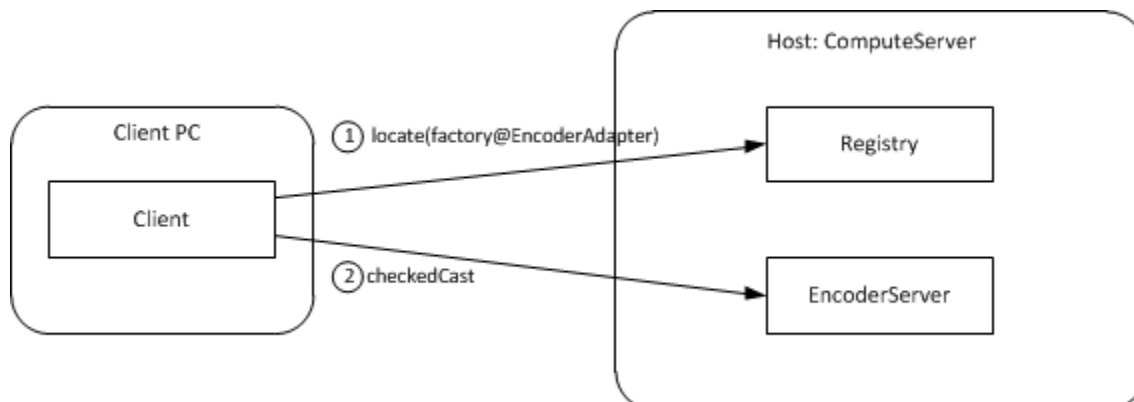 Host: ComputeServer
Client PC
1 locate(factory@EncoderAdapter)
Registry
Client
2 checkedCast
EncoderServer